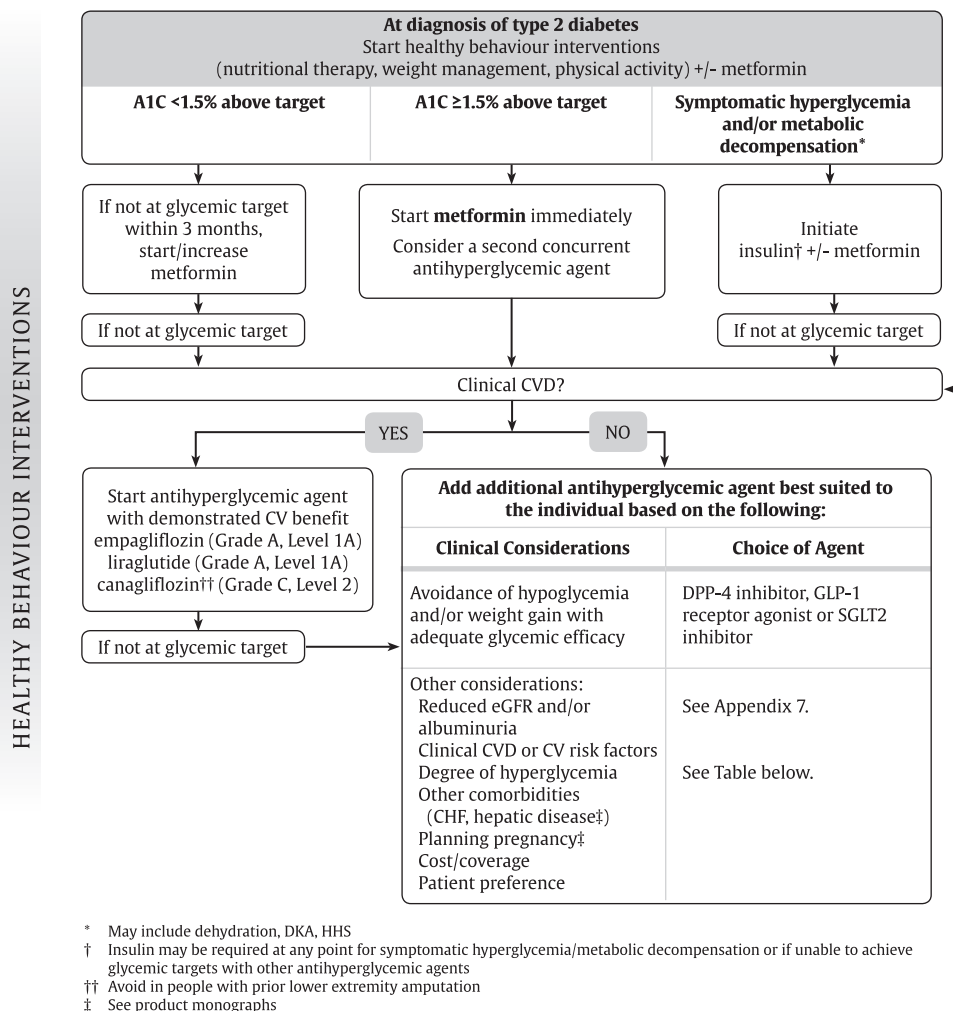 HEALTHY BEHAVIOUR INTERVENTIONS
At diagnosis of type 2 diabetes
Start healthy behaviour interventions
(nutritional therapy, weight management, physical activity) +/- metformin
A1C <1.5% above target
A1C ≥1.5% above target
Symptomatic hyperglycemia
and/or metabolic
decompensation*
If not at glycemic target
within 3 months,
start/increase
metformin
Start metformin immediately
Consider a second concurrent
antihyperglycemic agent
Initiate
insulin† +/- metformin
If not at glycemic target
If not at glycemic target
Clinical CVD?
YES
NO
Start antihyperglycemic agent
with demonstrated CV benefit
empagliflozin (Grade A, Level 1A)
liraglutide (Grade A, Level 1A)
canagliflozin†† (Grade C, Level 2)
If not at glycemic target
Add additional antihyperglycemic agent best suited to
the individual based on the following:
Clinical Considerations
Choice of Agent
Avoidance of hypoglycemia
and/or weight gain with
adequate glycemic efficacy
DPP-4 inhibitor, GLP-1
receptor agonist or SGLT2
inhibitor
Other considerations:
Reduced eGFR and/or
albuminuria
Clinical CVD or CV risk factors
Degree of hyperglycemia
Other comorbidities
(CHF, hepatic disease‡)
Planning pregnancy‡
Cost/coverage
Patient preference
See Appendix 7.
See Table below.
* May include dehydration, DKA, HHS
† Insulin may be required at any point for symptomatic hyperglycemia/metabolic decompensation or if unable to achieve
glycemic targets with other antihyperglycemic agents
†† Avoid in people with prior lower extremity amputation
‡ See product monographs